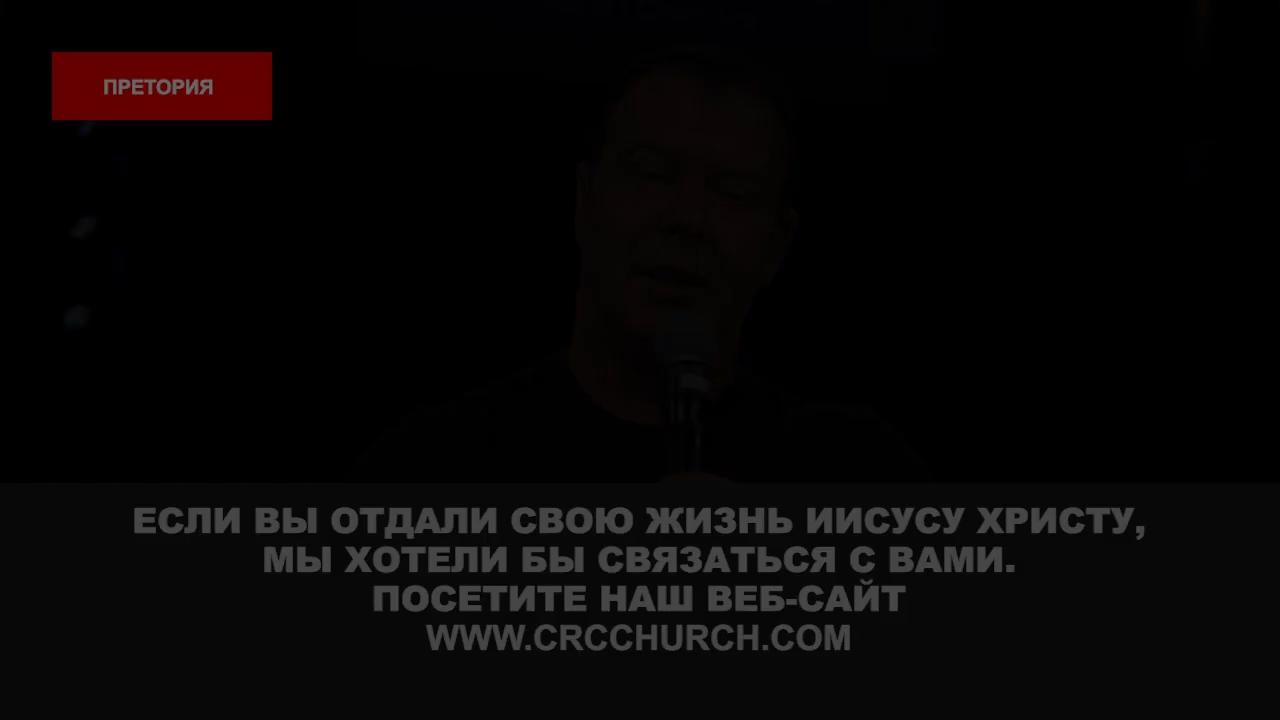 ПРЕТОРИЯ
ЕСЛИ ВЫ ОТДАЛИ СВОЮ ЖИЗНЬ ИИСУСУ ХРИСТУ,
МЫ ХОТЕЛИ БЫ СВЯЗАТЬСЯ С ВАМИ.
ПОСЕТИТЕ НАШ ВЕБ-САЙТ
WWW.CRCCHURCH.COM